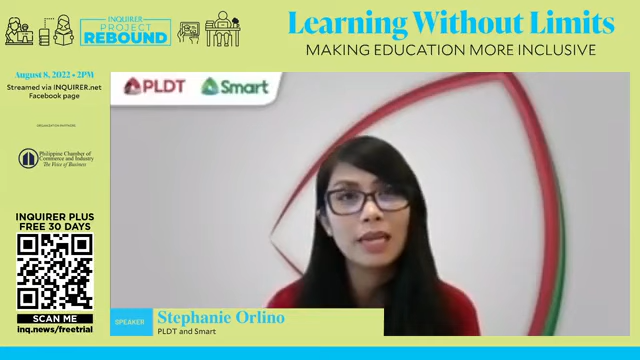 INQUIRER
PROJECT
REBOUND
Learning Without Limits
MAKING EDUCATION MORE INCLUSIVE
August 8, 2022 • 2PM
Streamed via INQUIRER.net
Facebook page
Philippine Chamber of
Commerce and Industry
The Voice of Business
INQUIRER PLUS
FREE 30 DAYS
SCAN ME
inq.news/freetrial
PLDT Smart
SPEAKER
Stephanie Orlino
PLDT and Smart